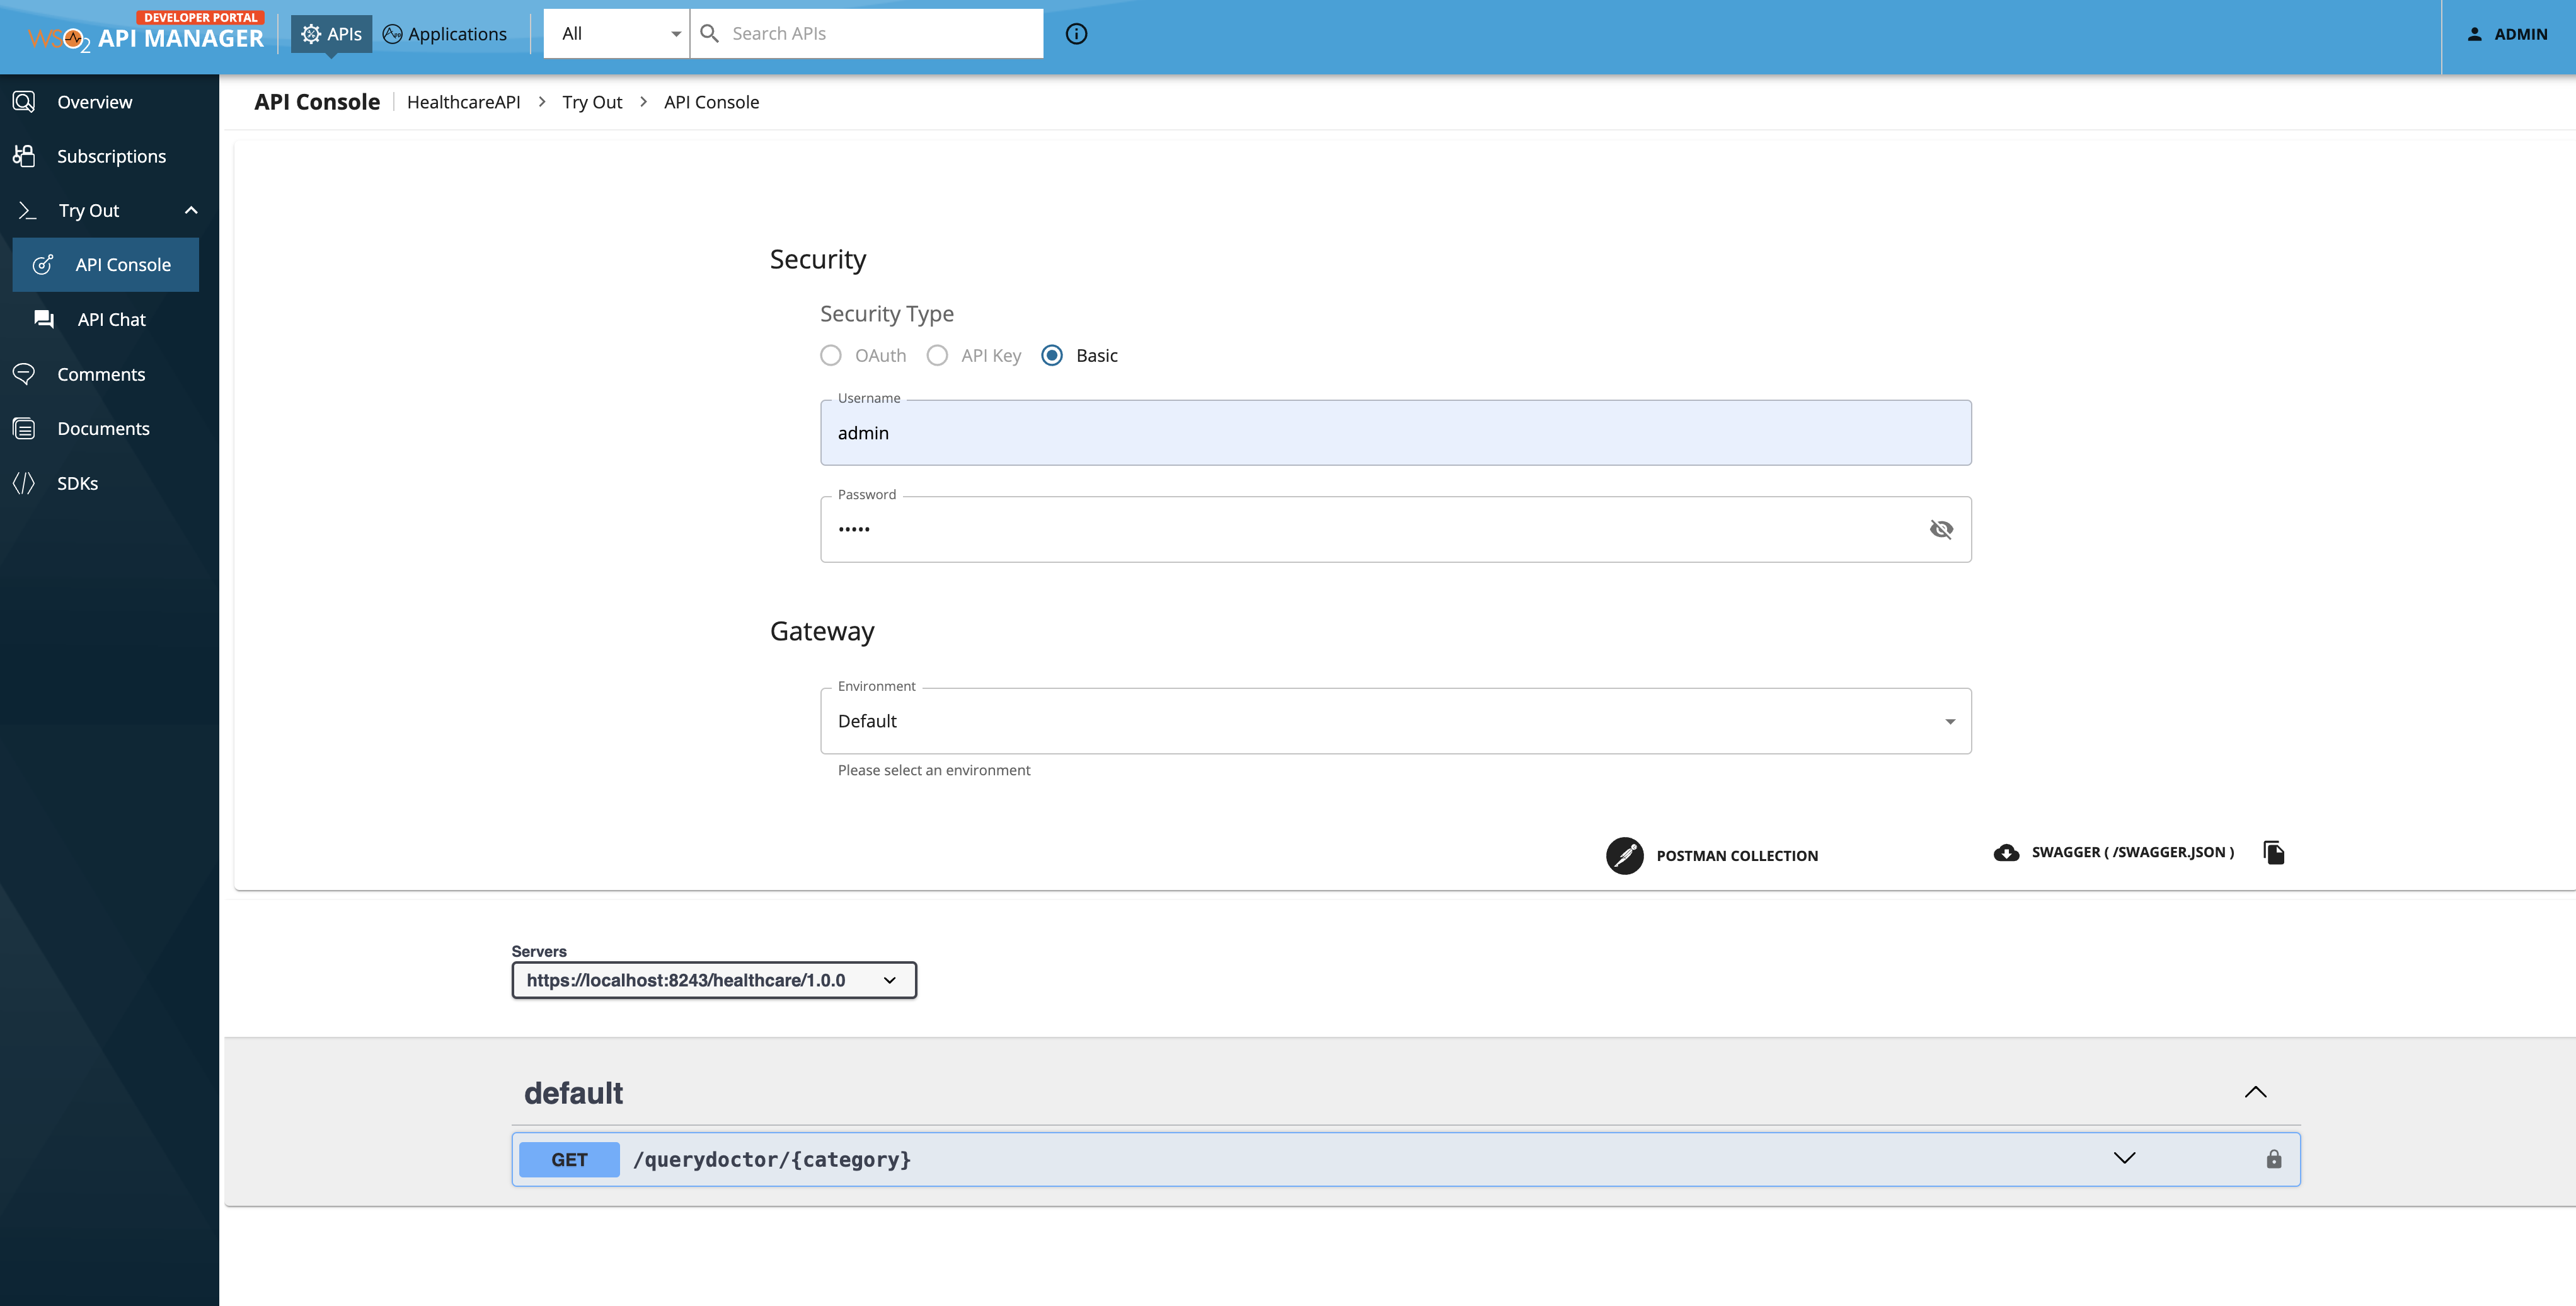 DEVELOPER PORTAL
WSO2 API MANAGER
APIs
Applications
All
Search APIs
ADMIN
Overview
Subscriptions
Try Out
API Console
API Chat
Comments
Documents
SDKs
API Console
HealthcareAPI > Try Out > API Console
Security
Security Type
OAuth
API Key
Basic
Username
admin
Password
•••••
Gateway
Environment
Default
Please select an environment
POSTMAN COLLECTION
SWAGGER ( /SWAGGER.JSON )
Servers
https://localhost:8243/healthcare/1.0.0
default
GET /querydoctor/{category}